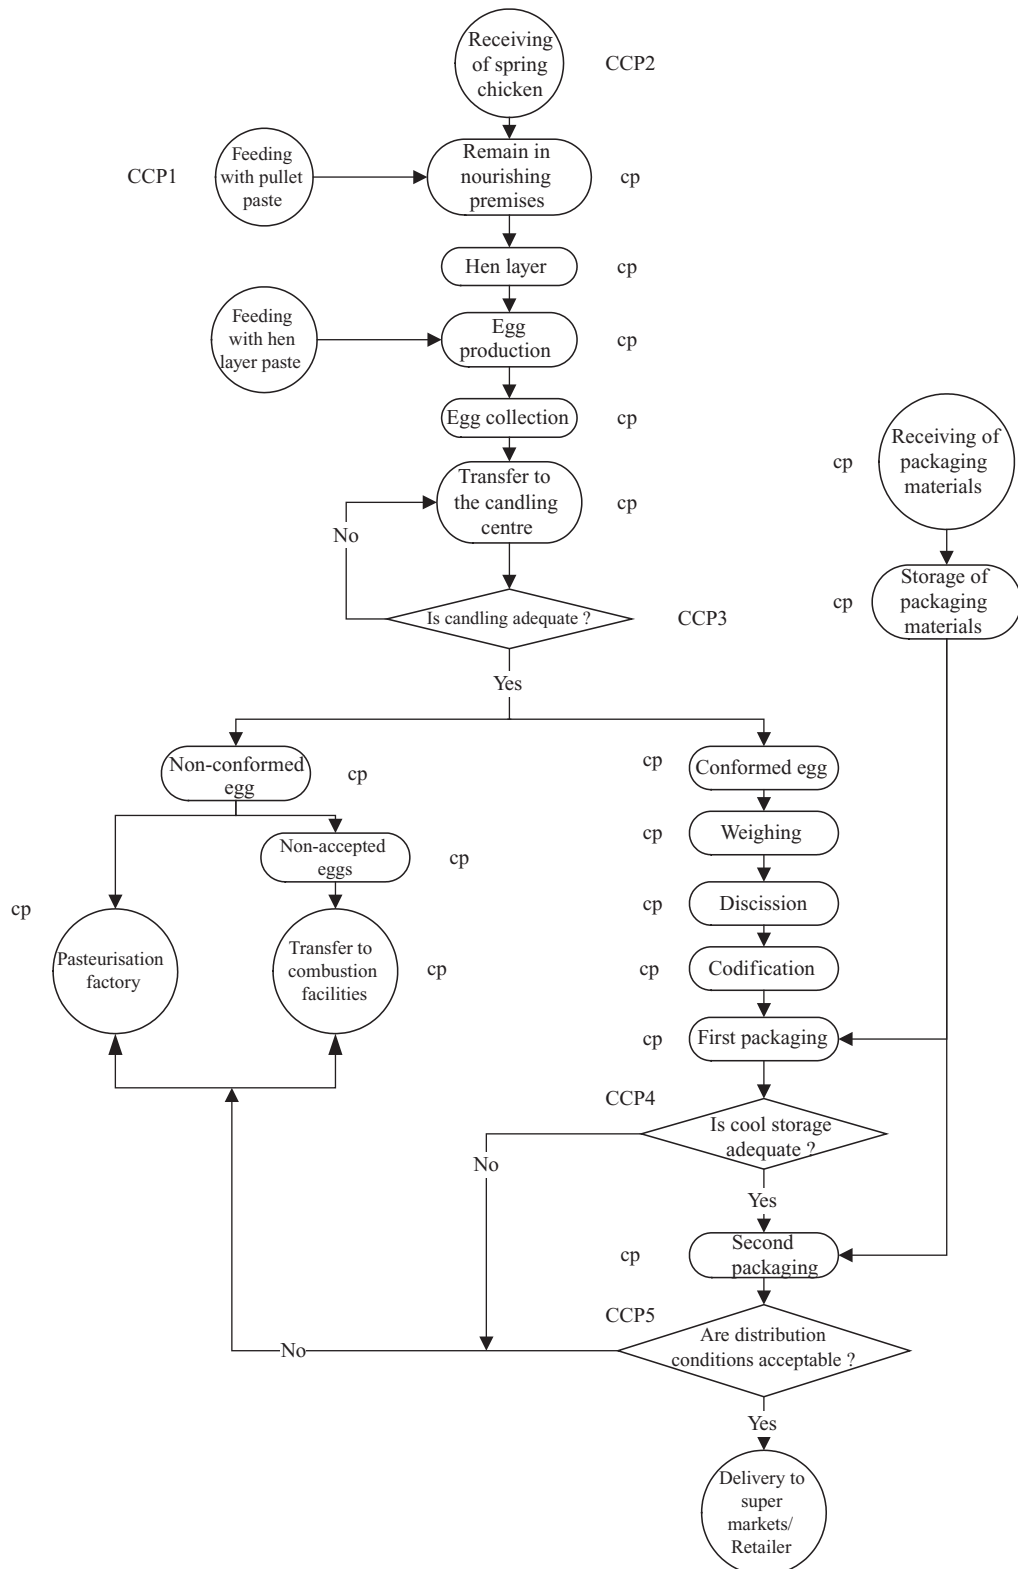 Receiving
of spring
chicken
CCP2
CCP1
Feeding
with pullet
paste
Remain in
nourishing
premises
cp
Hen layer
cp
Feeding
with hen
layer paste
Egg
production
cp
Egg collection
cp
Transfer to
the candling
centre
cp
No
Is candling adequate ?
CCP3
Yes
cp
Receiving of
packaging
materials
cp
Storage of
packaging
materials
Non-conformed
egg
cp
Non-accepted
eggs
cp
cp
Pasteurisation
factory
Transfer to
combustion
facilities
cp
cp
Conformed egg
cp
Weighing
cp
Discission
cp
Codification
cp
First packaging
CCP4
Is cool storage
adequate ?
No
Yes
cp
Second
packaging
CCP5
Are distribution
conditions acceptable ?
No
Yes
Delivery to
super
markets/
Retailer